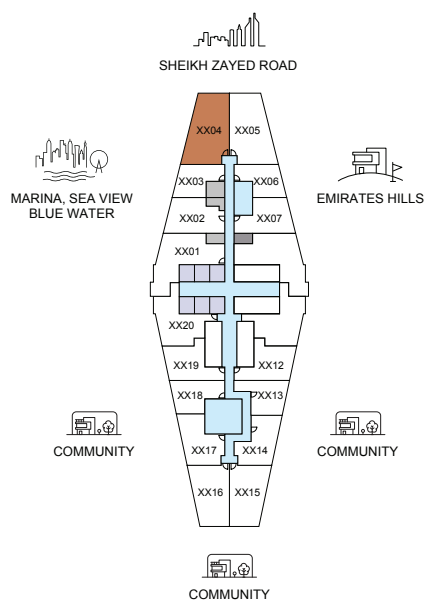 SHEIKH ZAYED ROAD
XX04
XX05
XX03
XX06
MARINA, SEA VIEW
BLUE WATER
EMIRATES HILLS
XX02
XX07
XX01
XX20
XX19
XX12
XX18
XX13
COMMUNITY
COMMUNITY
XX17
XX14
XX16
XX15
COMMUNITY